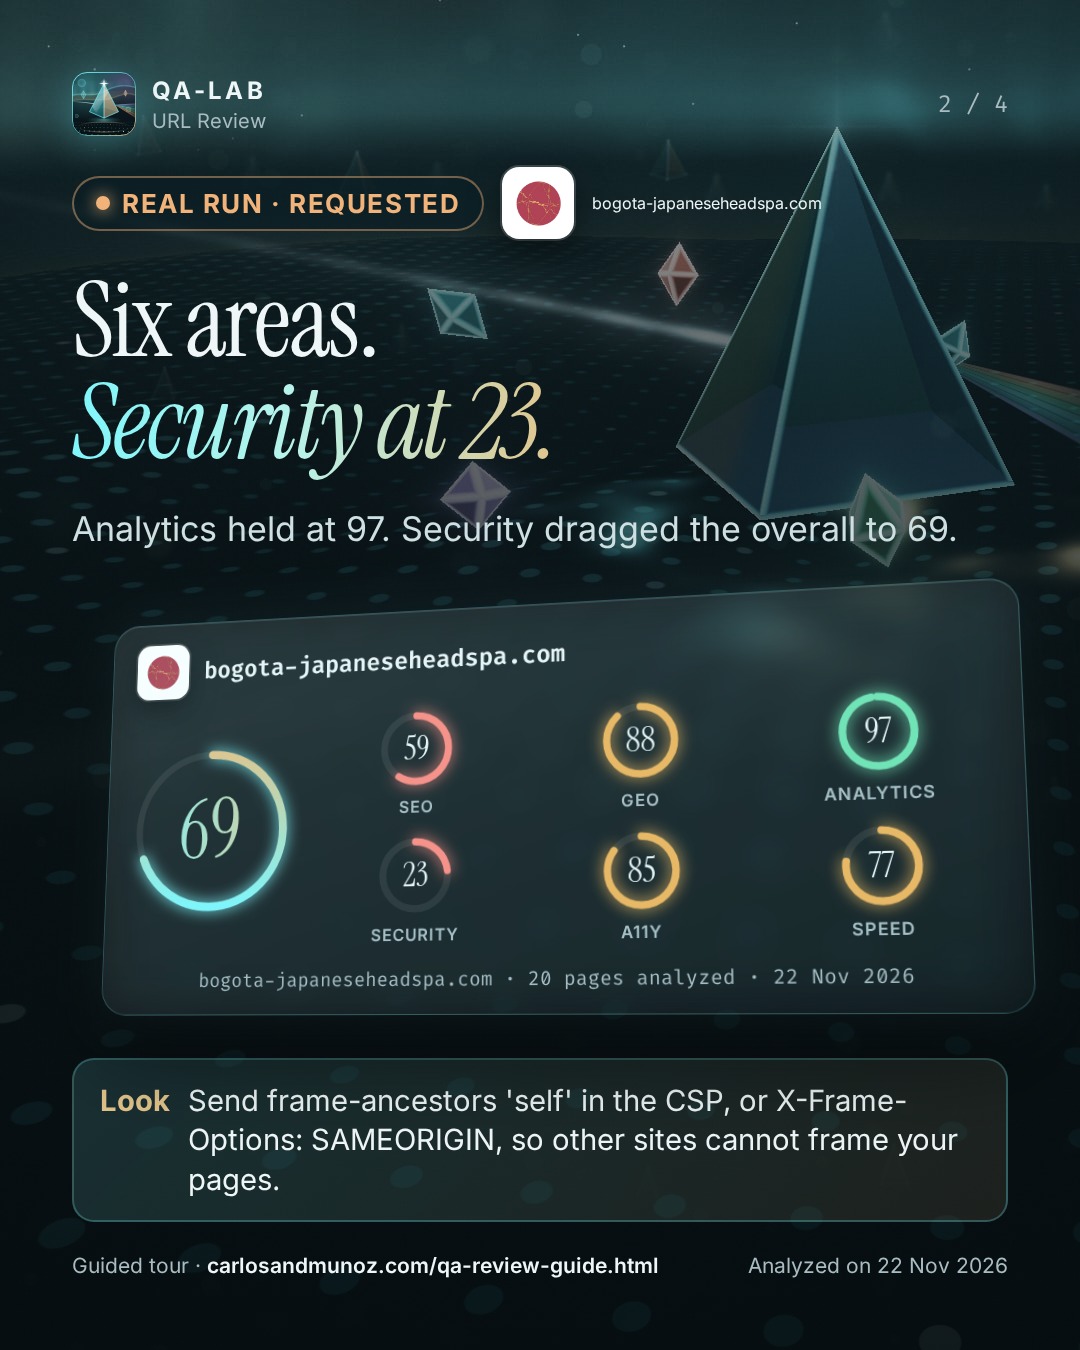 QA-LAB
URL Review
2 / 4
REAL RUN · REQUESTED
bogota-japaneseheadspa.com
Six areas.
Security at 23.
Analytics held at 97. Security dragged the overall to 69.
bogota-japaneseheadspa.com
69
59
SEO
88
GEO
97
ANALYTICS
23
SECURITY
85
A11Y
77
SPEED
bogota-japaneseheadspa.com · 20 pages analyzed · 22 Nov 2026
Look Send frame-ancestors 'self' in the CSP, or X-Frame-
Options: SAMEORIGIN, so other sites cannot frame your
pages.
Guided tour · carlosandmunoz.com/qa-review-guide.html
Analyzed on 22 Nov 2026